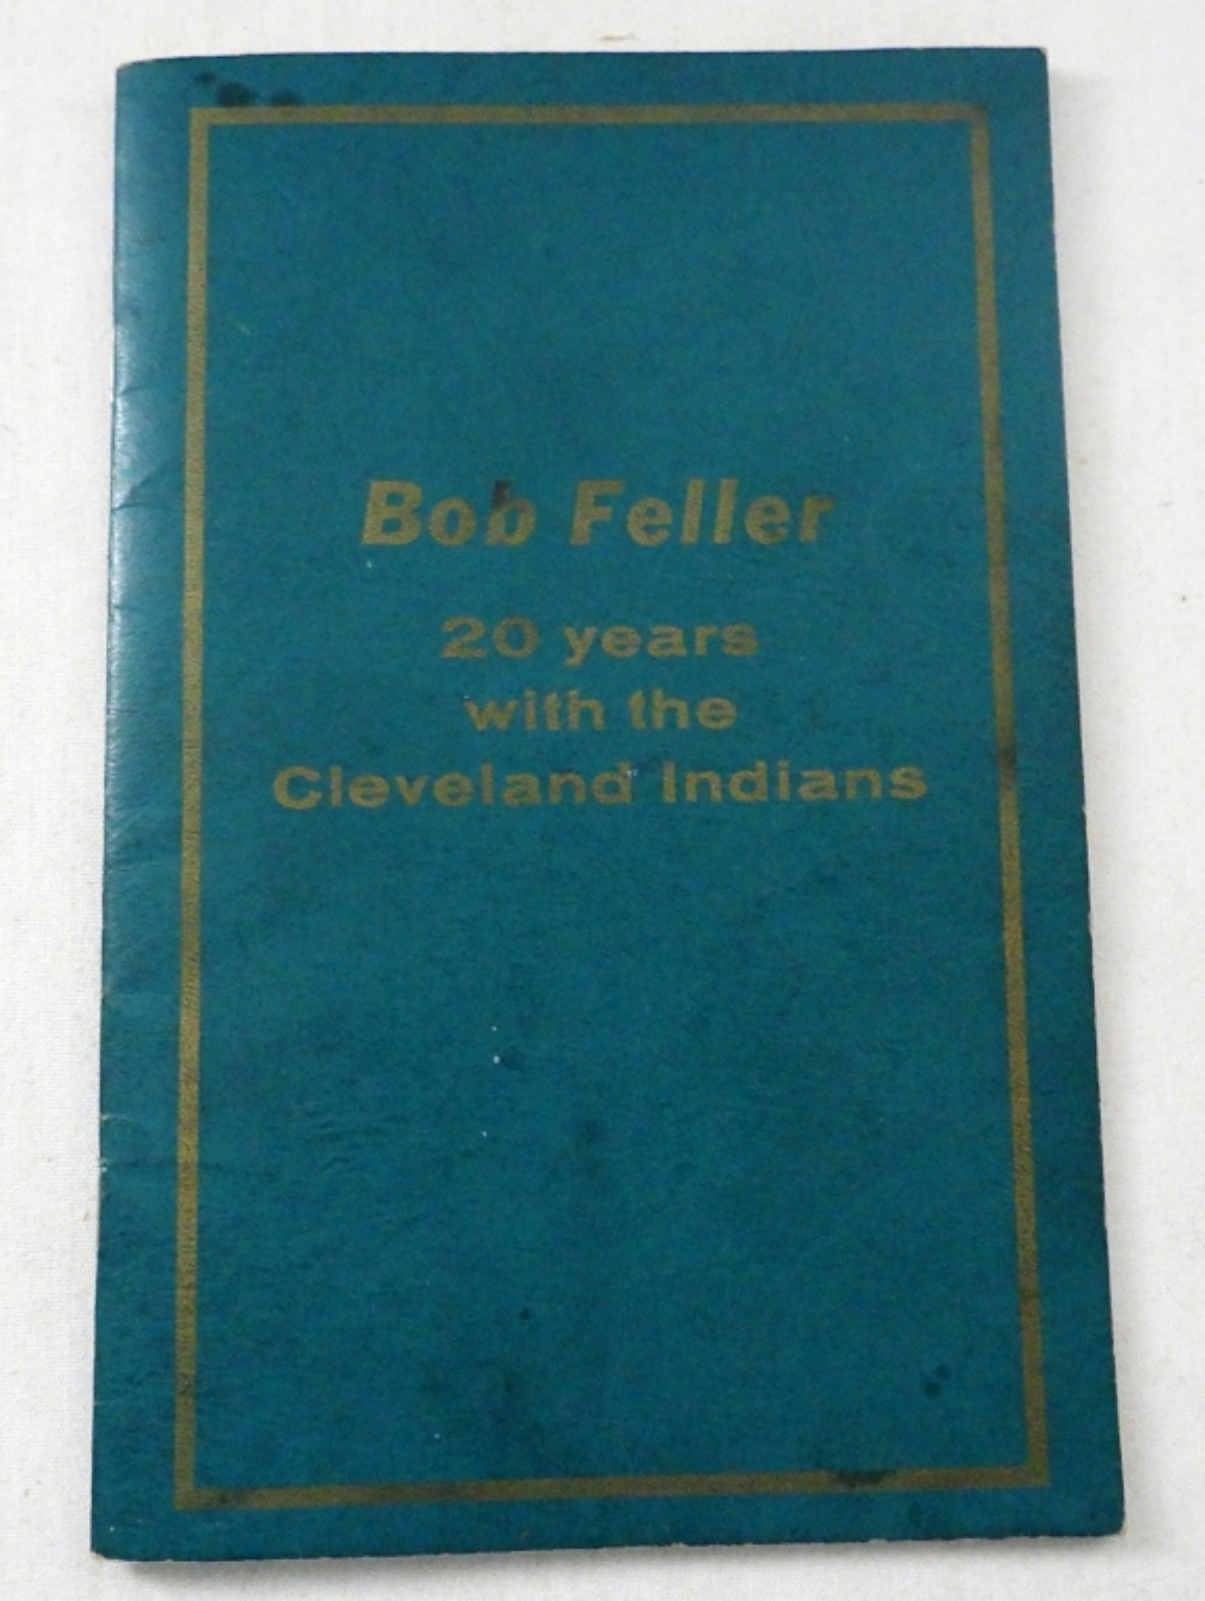 Bob Feller
20 years
with the
Cleveland Indians